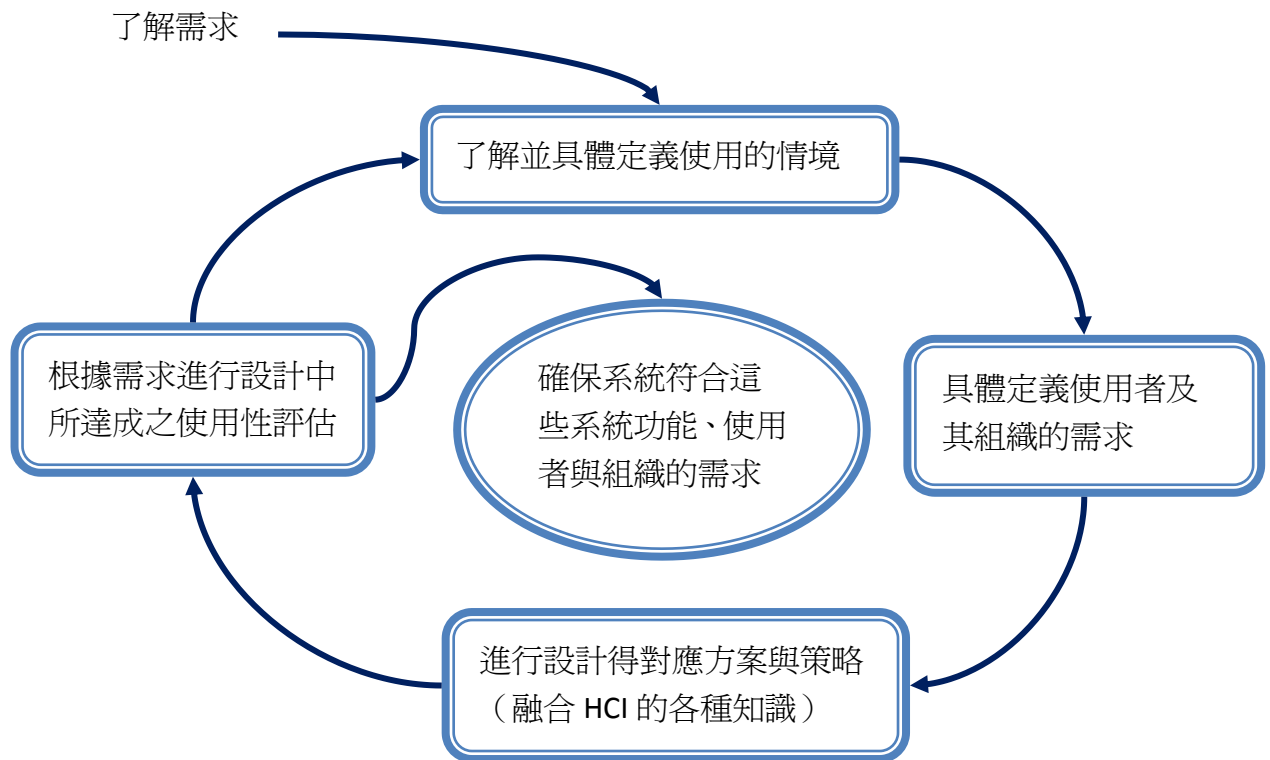 了解需求
了解並具體定義使用的情境
根據需求進行設計中
所達成之使用性評估
確保系統符合這
些系統功能、使用
者與組織的需求
具體定義使用者及
其組織的需求
進行設計得對應方案與策略
（融合 HCI 的各種知識）